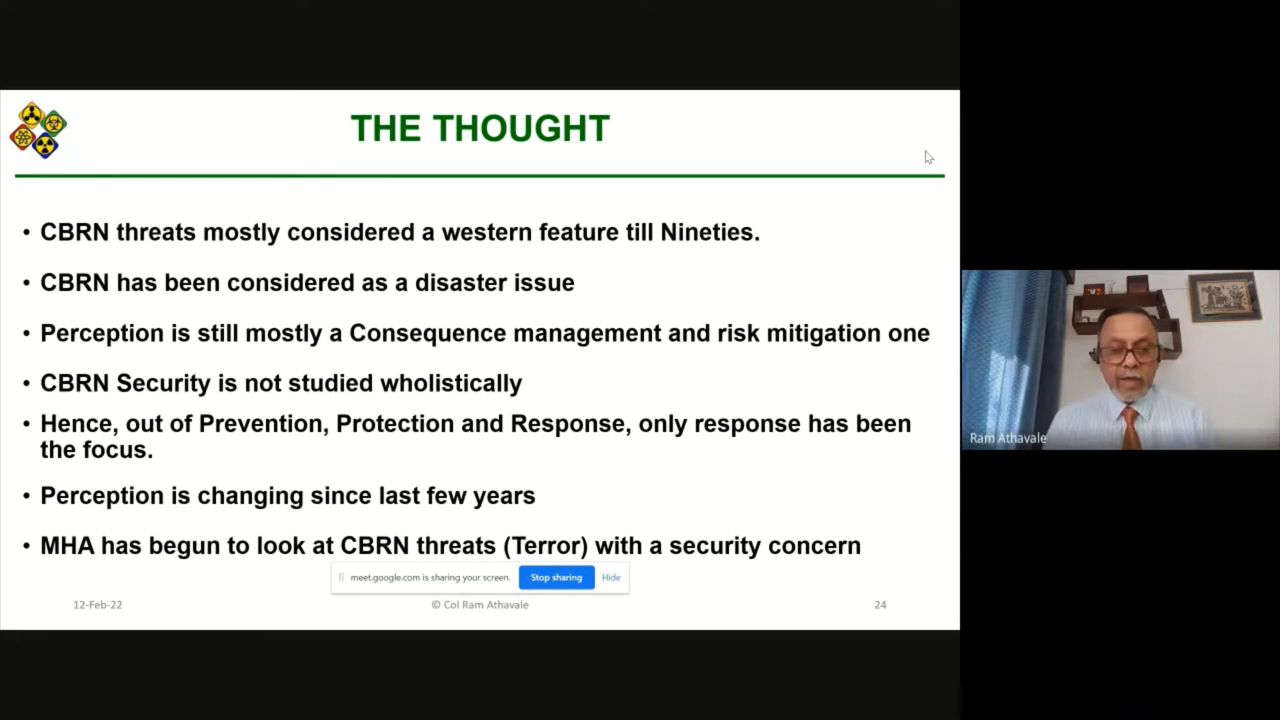 THE THOUGHT
• CBRN threats mostly considered a western feature till Nineties.
• CBRN has been considered as a disaster issue
• Perception is still mostly a Consequence management and risk mitigation one
• CBRN Security is not studied wholistically
• Hence, out of Prevention, Protection and Response, only response has been
the focus.
• Perception is changing since last few years
• MHA has begun to look at CBRN threats (Terror) with a security concern
meet.google.com is sharing your screen. Stop sharing Hide
12-Feb-22 © Col Ram Athavale 24
Ram Athavale